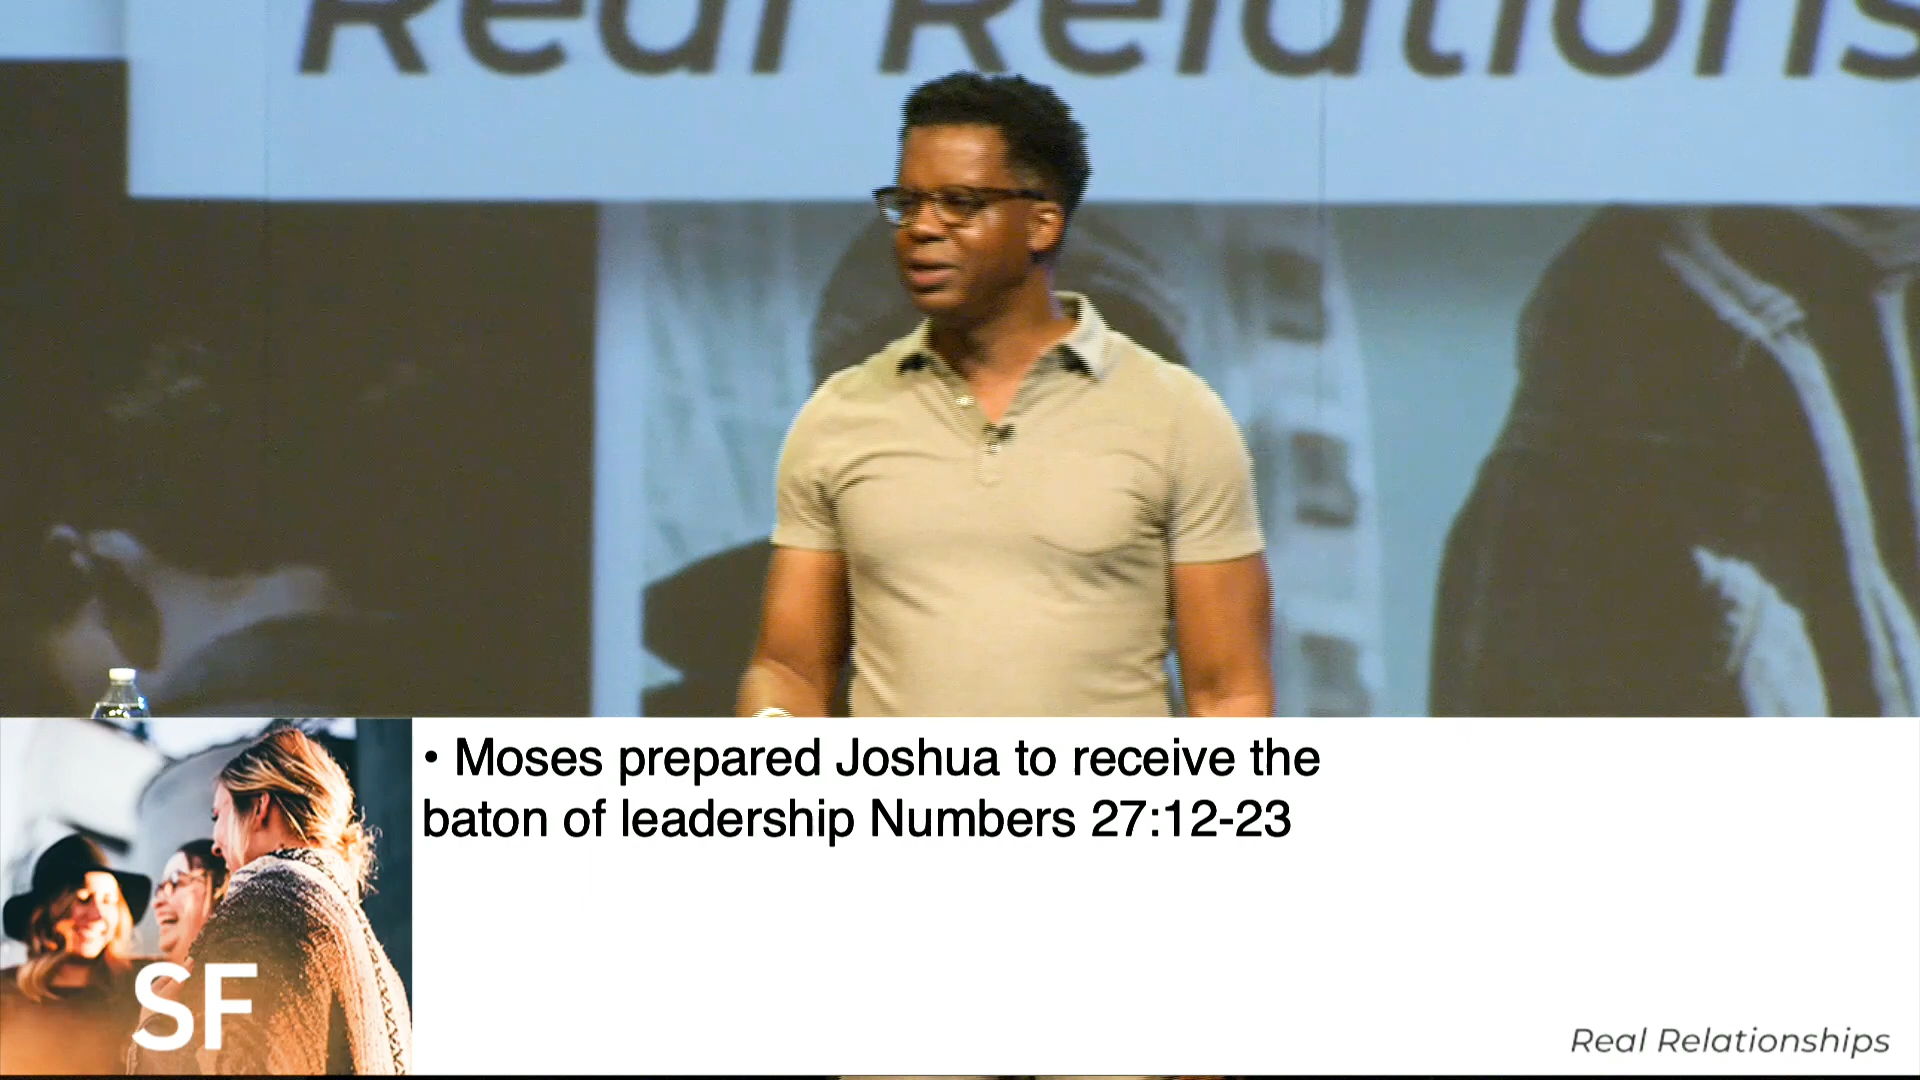 Real Relations
• Moses prepared Joshua to receive the
baton of leadership Numbers 27:12-23
SF
Real Relationships